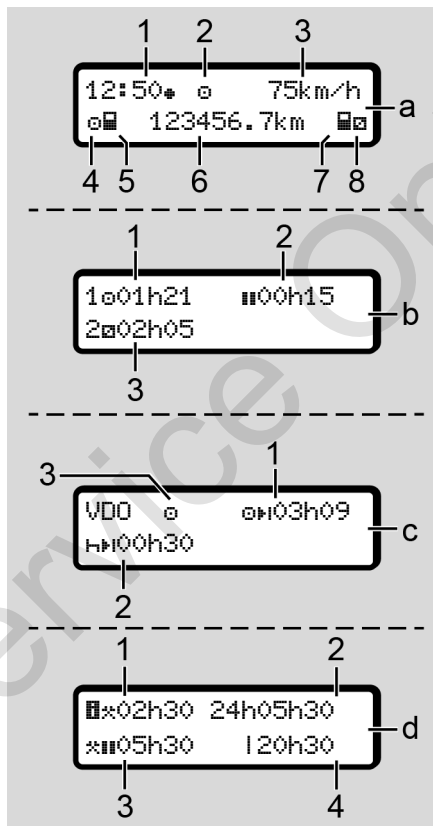 1 2 3
12:50 75km/h
a
123456.7km
4 5 6 7 8
1 2
1 01h21 00h15
b
2 02h05
3
3 1
VDO 03h09
c
00h30
2
1 2
02h30 24h05h30
d
05h30 120h30
3 4